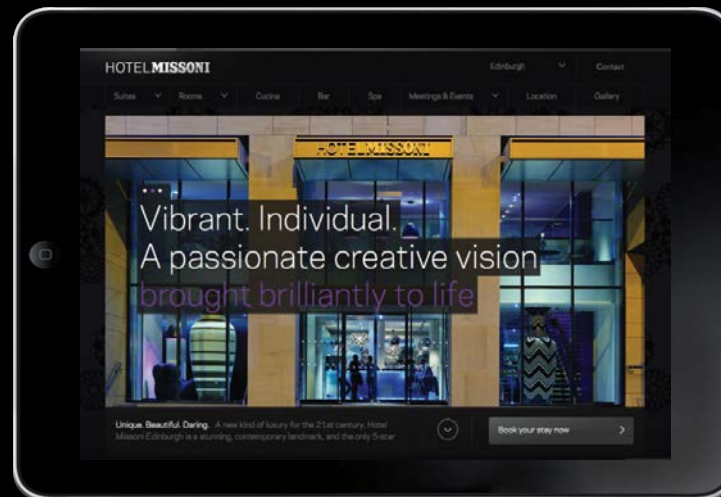 HOTELMISSONI
Edinburgh
Contact
Suites
Rooms
Cucina
Bar
Spa
Meetings & Events
Location
Gallery
HOTELMISSONI
Vibrant. Individual.
A passionate creative vision
brought brilliantly to life
Unique. Beautiful. Daring. A new kind of luxury for the 21st century. Hotel
Missoni Edinburgh is a stunning, contemporary landmark, and the only 5-star
Book your stay now